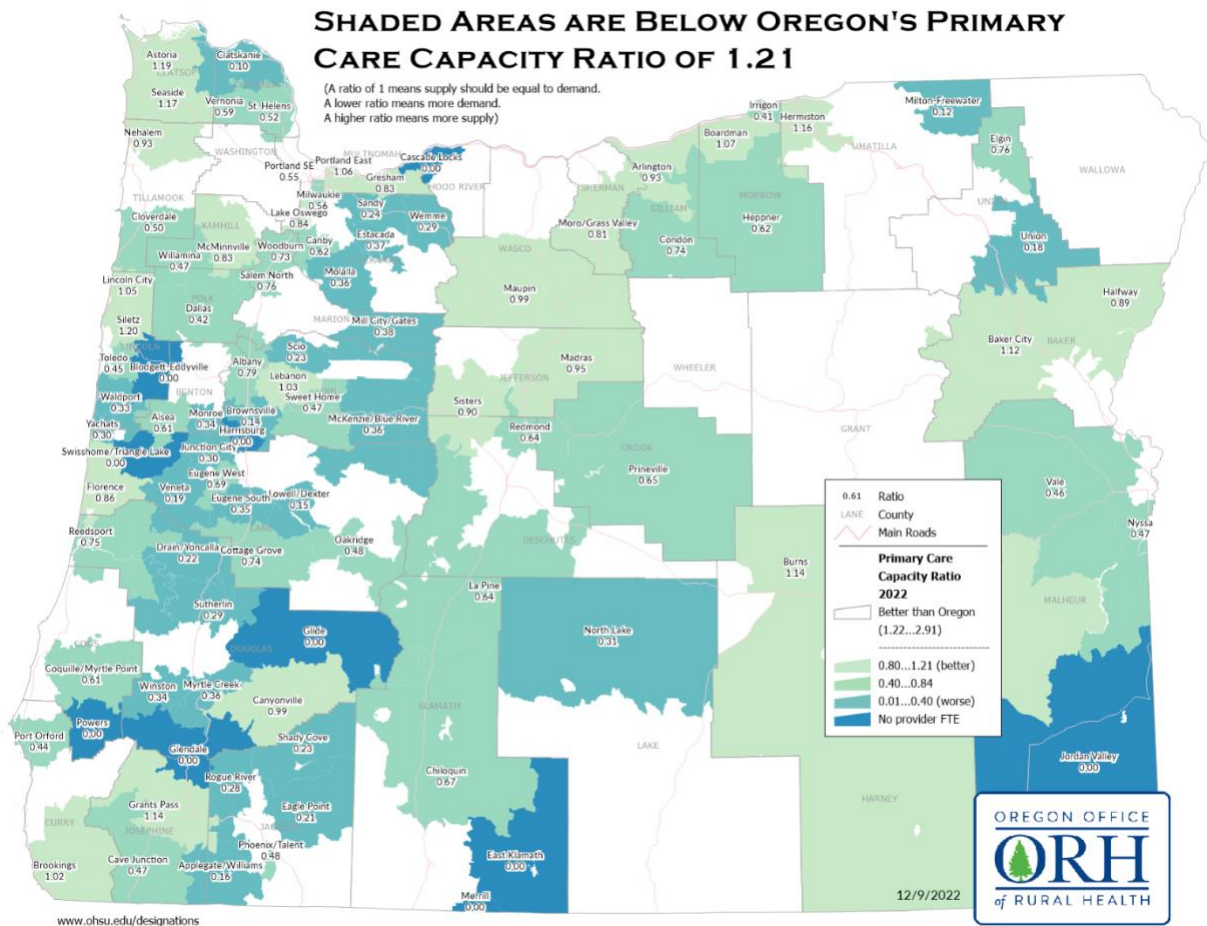 SHADED AREAS ARE BELOW OREGON'S PRIMARY
CARE CAPACITY RATIO OF 1.21
(A ratio of 1 means supply should be equal to demand.
A lower ratio means more demand.
A higher ratio means more supply)
Astoria
1.19
CLATSOP
Seaside
1.17
Clatskanie
0.10
Vernonia
0.59
St. Helens
0.52
Nehalem
0.93
WASHINGTON
MULTNOMAH
Portland SE
0.55
Portland East
1.06
Cascade Locks
0.00
Gresham
0.83
HOOD RIVER
TILLAMOOK
Milwaukie
0.56
Lake Oswego
0.84
Sandy
0.24
Wemme
0.29
Cloverdale
0.50
YAMHILL
McMinnville
0.83
Willamina
0.47
Woodburn
0.73
Canby
0.62
Estacada
0.37
Molalla
0.36
Salem North
0.76
Lincoln City
1.05
POLK
Dallas
0.42
MARION
Mill City/Gates
0.38
Siletz
1.20
LINCOLN
Toledo
0.45
Blodgett-Eddyville
0.00
BENTON
Albany
0.79
Scio
0.23
Lebanon
1.03
Sweet Home
0.47
Waldport
0.33
Alsea
0.61
Monroe
0.34
Brownsville
0.14
Harrisburg
0.00
McKenzie/Blue River
0.36
Yachats
0.30
Swisshome/Triangle Lake
0.00
Junction City
0.30
Eugene West
0.69
Florence
0.86
Veneta
0.19
Eugene South
0.35
Lowell/Dexter
0.15
LANE
Reedsport
0.75
Drain/Yoncalla
0.22
Cottage Grove
0.74
Oakridge
0.48
Sutherlin
0.29
Glide
0.00
DOUGLAS
COOS
Coquille/Myrtle Point
0.61
Winston
0.34
Myrtle Creek
0.36
Canyonville
0.99
Powers
0.00
Port Orford
0.44
Glendale
0.00
Shady Cove
0.23
Rogue River
0.28
Eagle Point
0.21
Grants Pass
1.14
CURRY
JOSEPHINE
Brookings
1.02
Cave Junction
0.47
Applegate/Williams
0.16
Phoenix/Talent
0.48
Irrigon
0.41
Hermiston
1.16
Boardman
1.07
UMATILLA
Milton-Freewater
0.12
Elgin
0.76
WALLOWA
Arlington
0.93
SHERMAN
GILLIAM
MORROW
Heppner
0.62
Moro/Grass Valley
0.81
Condon
0.74
Union
0.18
WASCO
Maupin
0.99
Halfway
0.89
Baker City
1.12
BAKER
JEFFERSON
Madras
0.95
WHEELER
Sisters
0.90
Redmond
0.64
GRANT
CROOK
Prineville
0.65
DESCHUTES
La Pine
0.64
Vale
0.46
Nyssa
0.47
Burns
1.14
MALHEUR
North Lake
0.31
KLAMATH
Chiloquin
0.67
LAKE
HARNEY
Jordan Valley
0.00
East Klamath
0.00
Merrill
0.00
0.61 Ratio
LANE County
Main Roads
Primary Care
Capacity Ratio
2022
Better than Oregon
(1.22...2.91)
0.80...1.21 (better)
0.40...0.84
0.01...0.40 (worse)
No provider FTE
12/9/2022
OREGON OFFICE
ORH
of RURAL HEALTH
www.ohsu.edu/designations